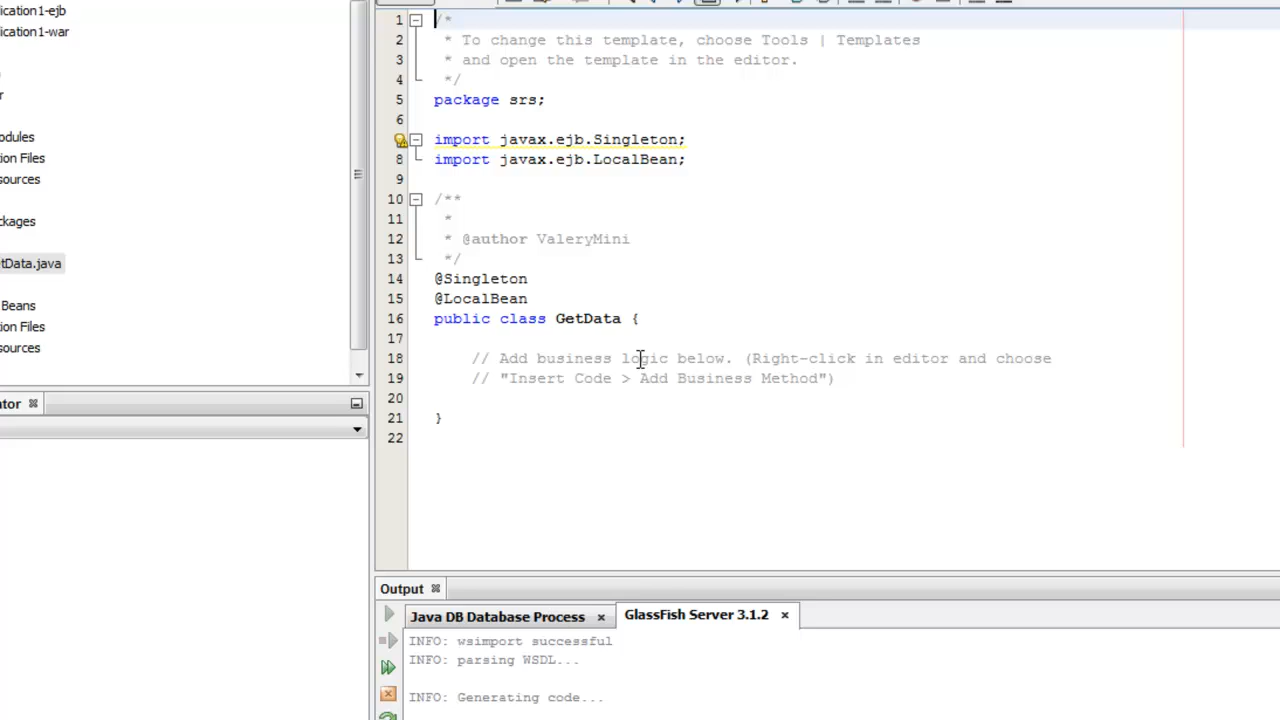 ication1-ejb
ication1-war
r
odules
ion Files
sources
ckages
etData.java
Beans
ion Files
sources
ator
1 /*
2 * To change this template, choose Tools | Templates
3 * and open the template in the editor.
4 */
5 package srs;
6
import javax.ejb.Singleton;
8 import javax.ejb.LocalBean;
9
10 /**
11 *
12 * @author ValeryMini
13 */
14 @Singleton
15 @LocalBean
16 public class GetData {
17
18 // Add business logic below. (Right-click in editor and choose
19 // "Insert Code > Add Business Method")
20
21 }
22
Output
Java DB Database Process x GlassFish Server 3.1.2 x
INFO: wsimport successful
INFO: parsing WSDL...
INFO: Generating code...